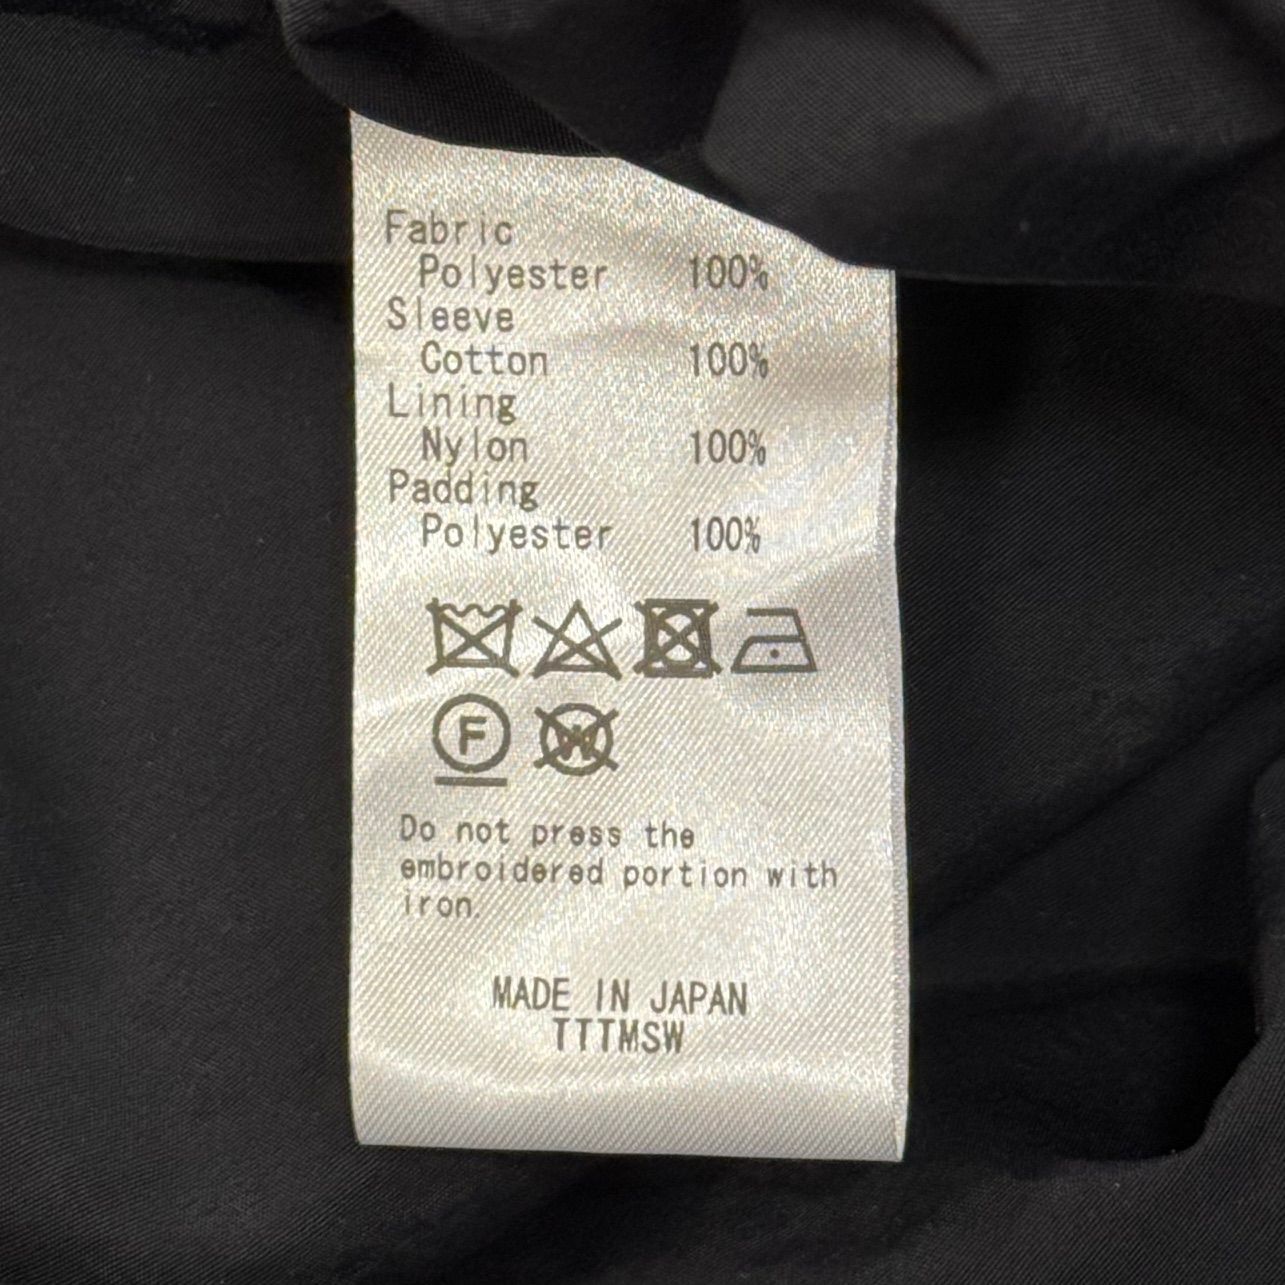 Fabric
Polyester 100%
Sleeve
Cotton 100%
Lining
Nylon 100%
Padding
Polyester 100%
F W
Do not press the
embroidered portion with
iron.
MADE IN JAPAN
TTTMSW